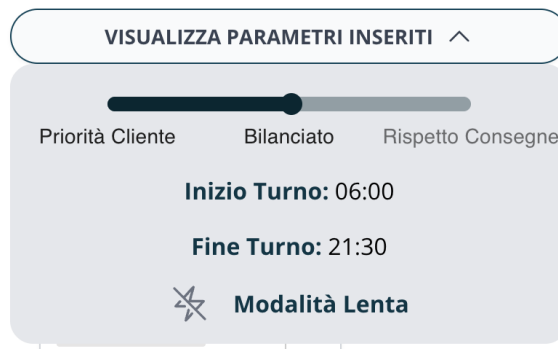 VISUALIZZA PARAMETRI INSERITI
Priorità Cliente Bilanciato Rispetto Consegne
Inizio Turno: 06:00
Fine Turno: 21:30
Modalità Lenta